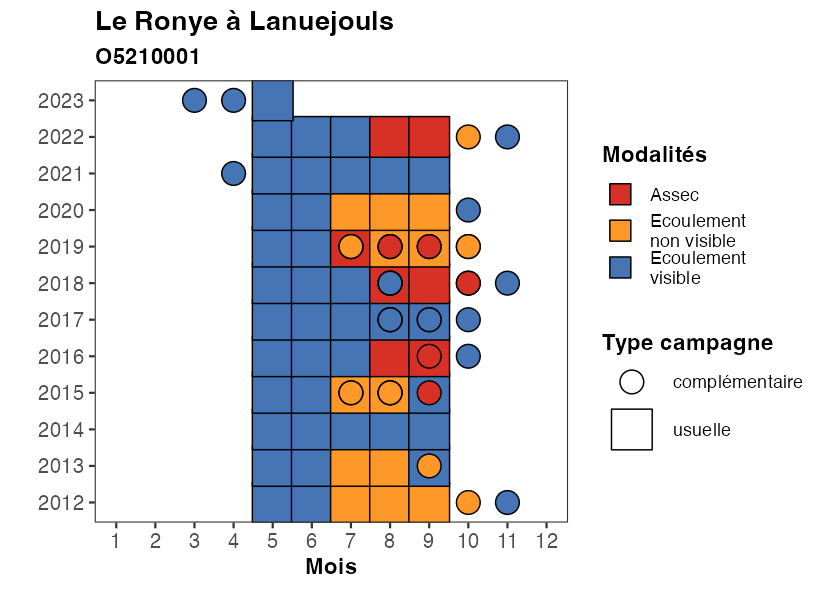 Le Ronye à Lanuejouls
O5210001
2023
2022
2021
2020
2019
2018
2017
2016
2015
2014
2013
2012
1 2 3 4 5 6 7 8 9 10 11 12
Mois
Modalités
Assec
Ecoulement
non visible
Ecoulement
visible
Type campagne
complémentaire
usuelle